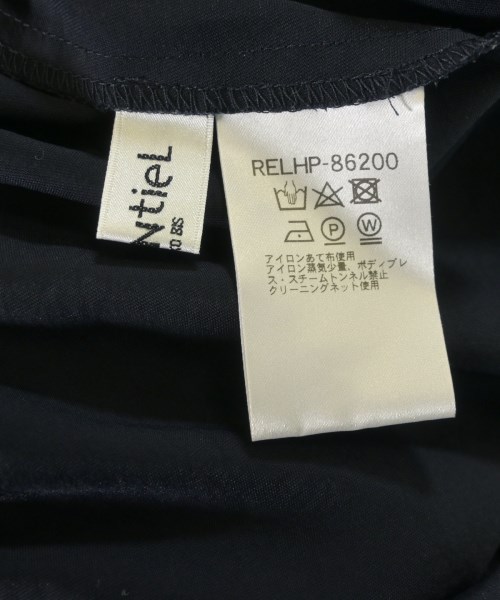 NtieL
RELHP-86200
P W
アイロンあて布使用
アイロン蒸気少量、ボディプレ
ス・スチームトンネル禁止
クリーニングネット使用